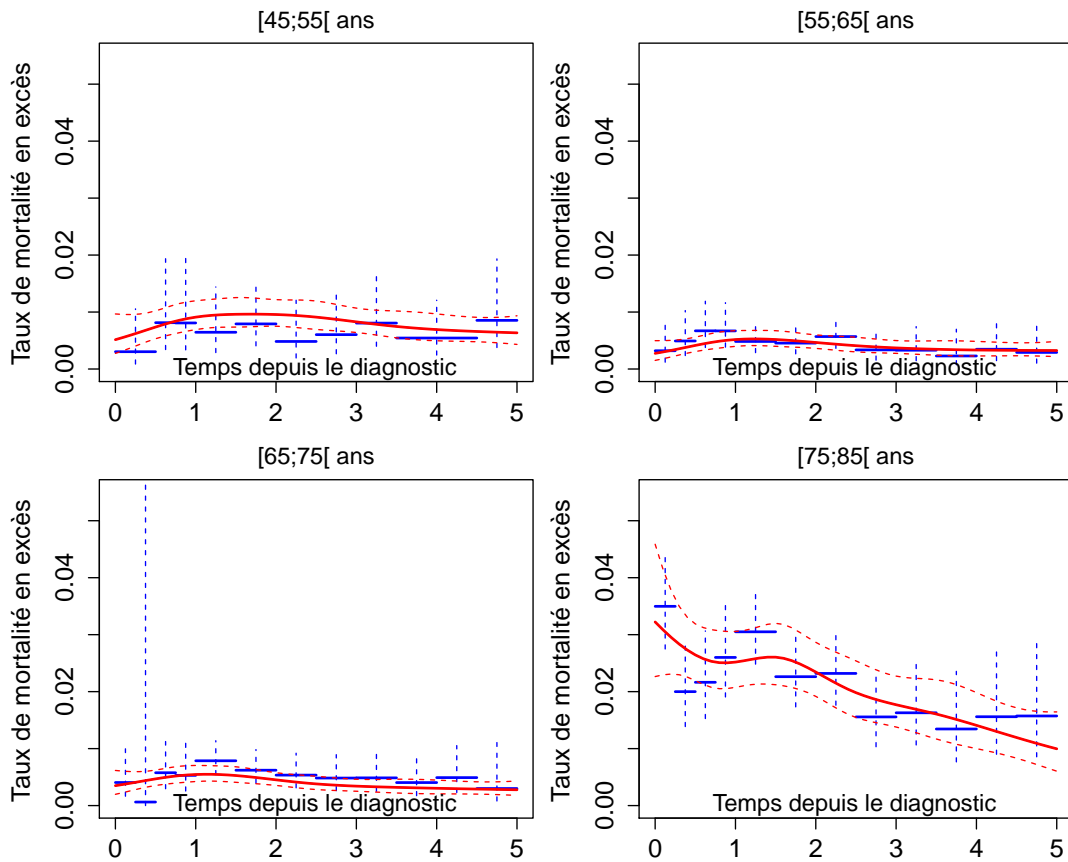 [45;55[ ans
Taux de mortalité en excès
0.00 0.02 0.04
Temps depuis le diagnostic
0 1 2 3 4 5
[55;65[ ans
Taux de mortalité en excès
0.00 0.02 0.04
Temps depuis le diagnostic
0 1 2 3 4 5
[65;75[ ans
Taux de mortalité en excès
0.00 0.02 0.04
Temps depuis le diagnostic
0 1 2 3 4 5
[75;85[ ans
Taux de mortalité en excès
0.00 0.02 0.04
Temps depuis le diagnostic
0 1 2 3 4 5